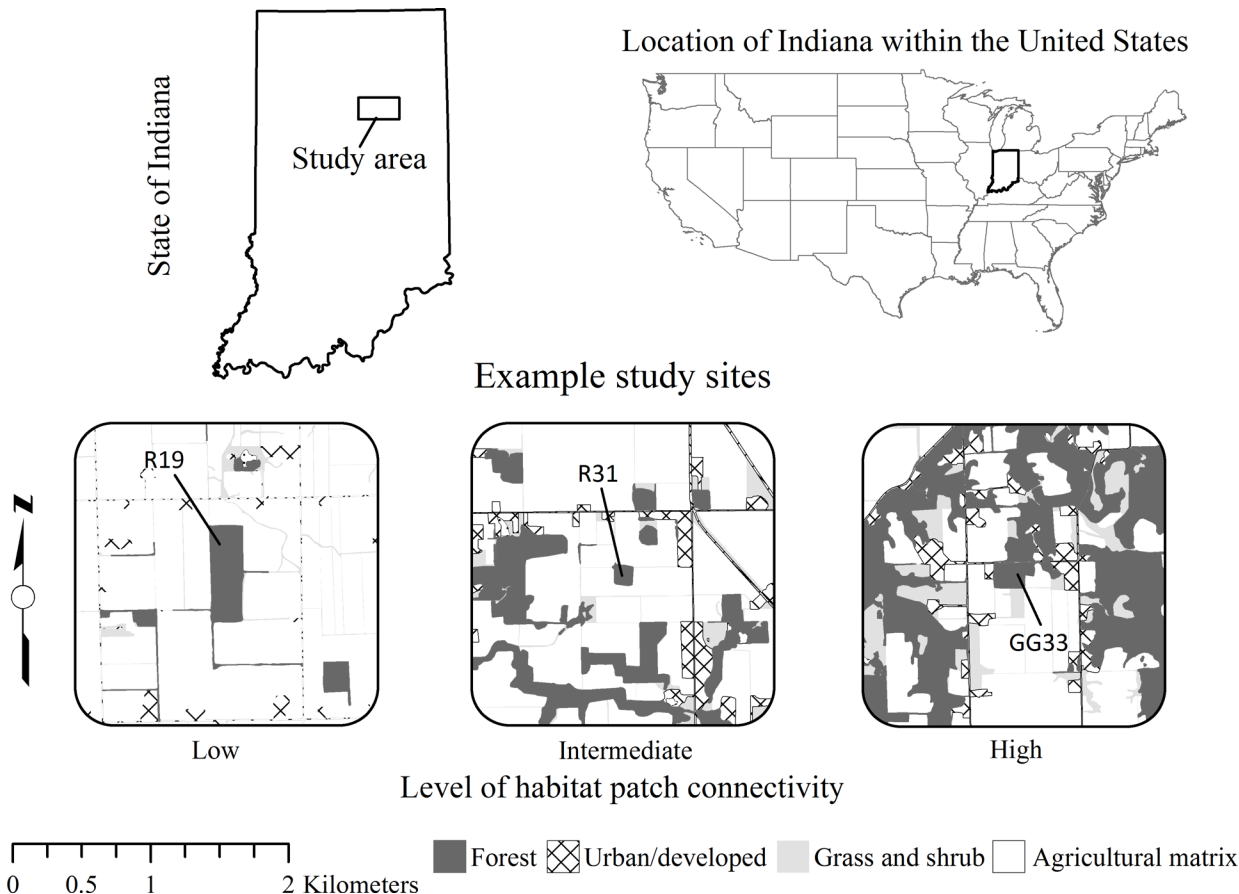 Location of Indiana within the United States
State of Indiana
Study area
Example study sites
R19
R31
GG33
Low
Intermediate
High
Level of habitat patch connectivity
N
0 0.5 1 2 Kilometers
Forest
Urban/developed
Grass and shrub
Agricultural matrix